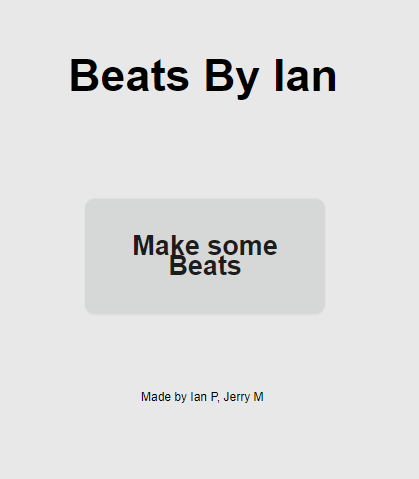 Beats By Ian
Make some
Beats
Made by Ian P, Jerry M